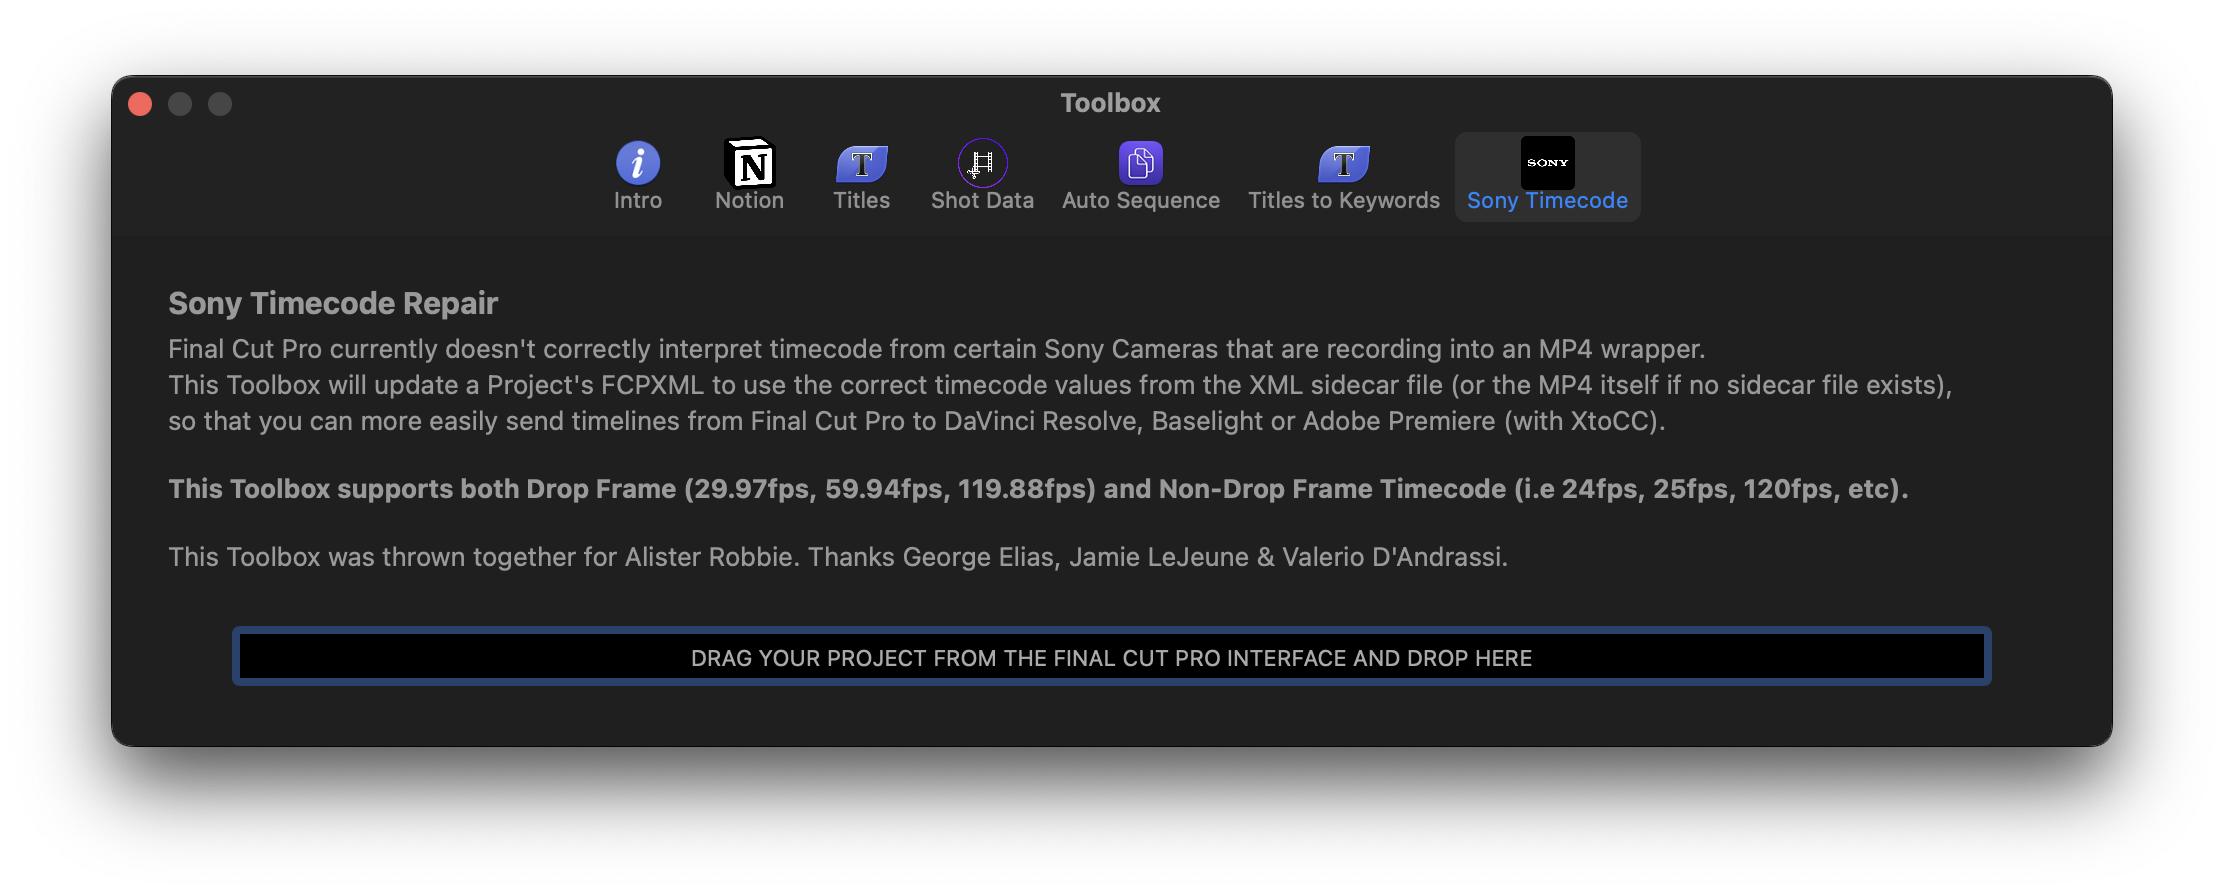 Toolbox
Intro
N
Notion
T
Titles
Shot Data
Auto Sequence
T
Titles to Keywords
SONY
Sony Timecode
Sony Timecode Repair
Final Cut Pro currently doesn't correctly interpret timecode from certain Sony Cameras that are recording into an MP4 wrapper.
This Toolbox will update a Project's FCPXML to use the correct timecode values from the XML sidecar file (or the MP4 itself if no sidecar file exists),
so that you can more easily send timelines from Final Cut Pro to DaVinci Resolve, Baselight or Adobe Premiere (with XtoCC).
This Toolbox supports both Drop Frame (29.97fps, 59.94fps, 119.88fps) and Non-Drop Frame Timecode (i.e 24fps, 25fps, 120fps, etc).
This Toolbox was thrown together for Alister Robbie. Thanks George Elias, Jamie LeJeune & Valerio D'Andrassi.
DRAG YOUR PROJECT FROM THE FINAL CUT PRO INTERFACE AND DROP HERE